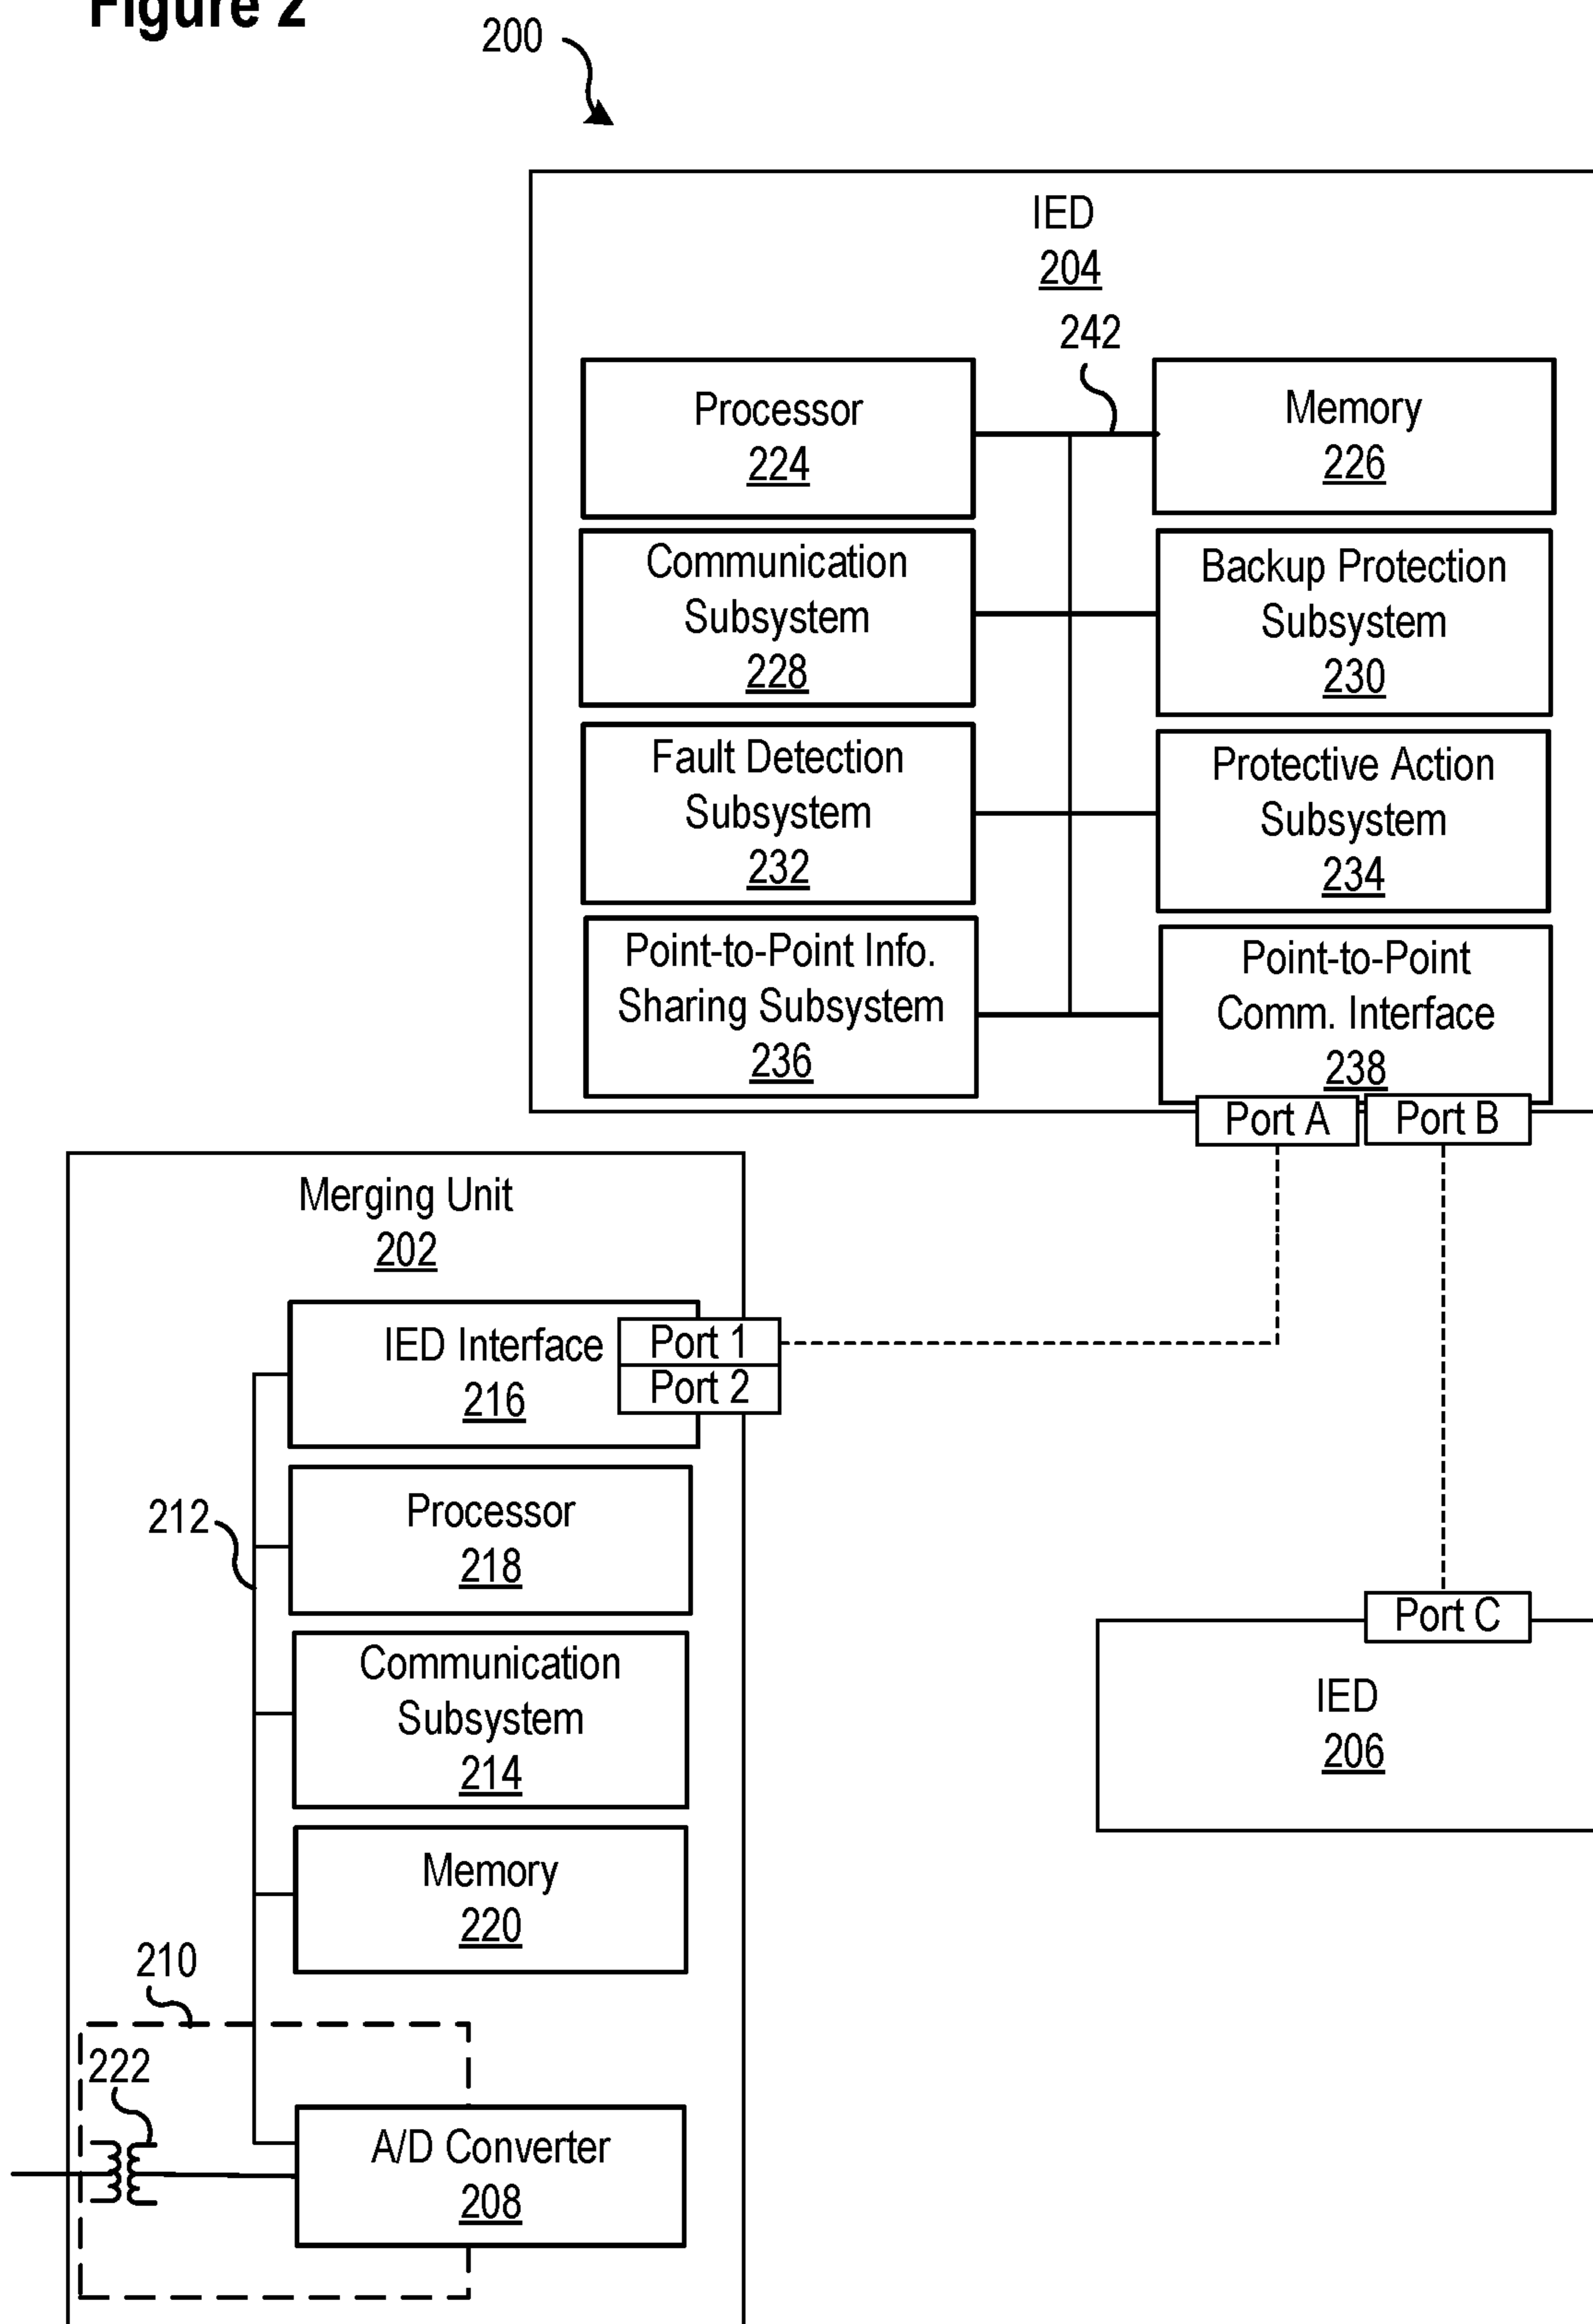 Figure 2
200
IED
204
242
Processor
224
Memory
226
Communication
Subsystem
228
Backup Protection
Subsystem
230
Fault Detection
Subsystem
232
Protective Action
Subsystem
234
Point-to-Point Info.
Sharing Subsystem
236
Point-to-Point
Comm. Interface
238
Port A
Port B
Merging Unit
202
IED Interface
216
Port 1
Port 2
212
Processor
218
Port C
IED
206
Communication
Subsystem
214
Memory
220
210
222
A/D Converter
208